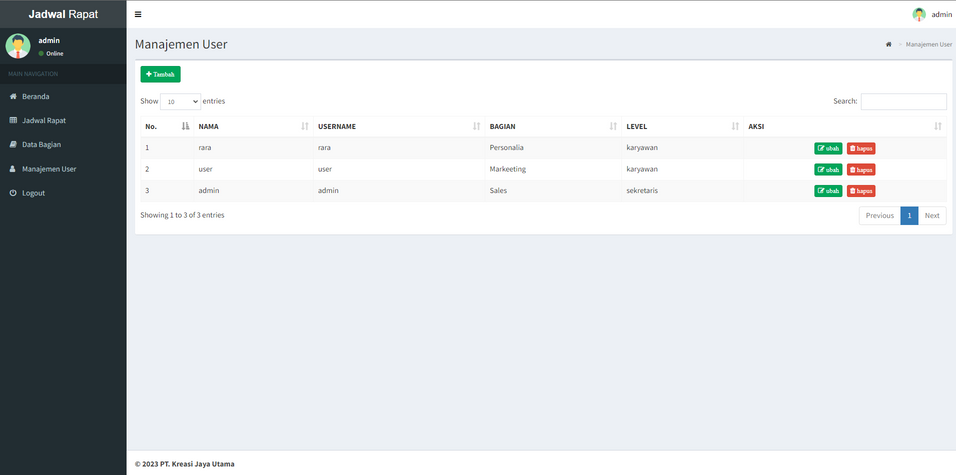 Jadwal Rapat
admin
admin
Online
MAIN NAVIGATION
Beranda
Jadwal Rapat
Data Bagian
Manajemen User
Logout
Manajemen User
> Manajemen User
+ Tambah
Show 10 entries
Search:
No. NAMA USERNAME BAGIAN LEVEL AKSI
1 rara rara Personalia karyawan ubah hapus
2 user user Markeeting karyawan ubah hapus
3 admin admin Sales sekretaris ubah hapus
Showing 1 to 3 of 3 entries
Previous 1 Next
© 2023 PT. Kreasi Jaya Utama